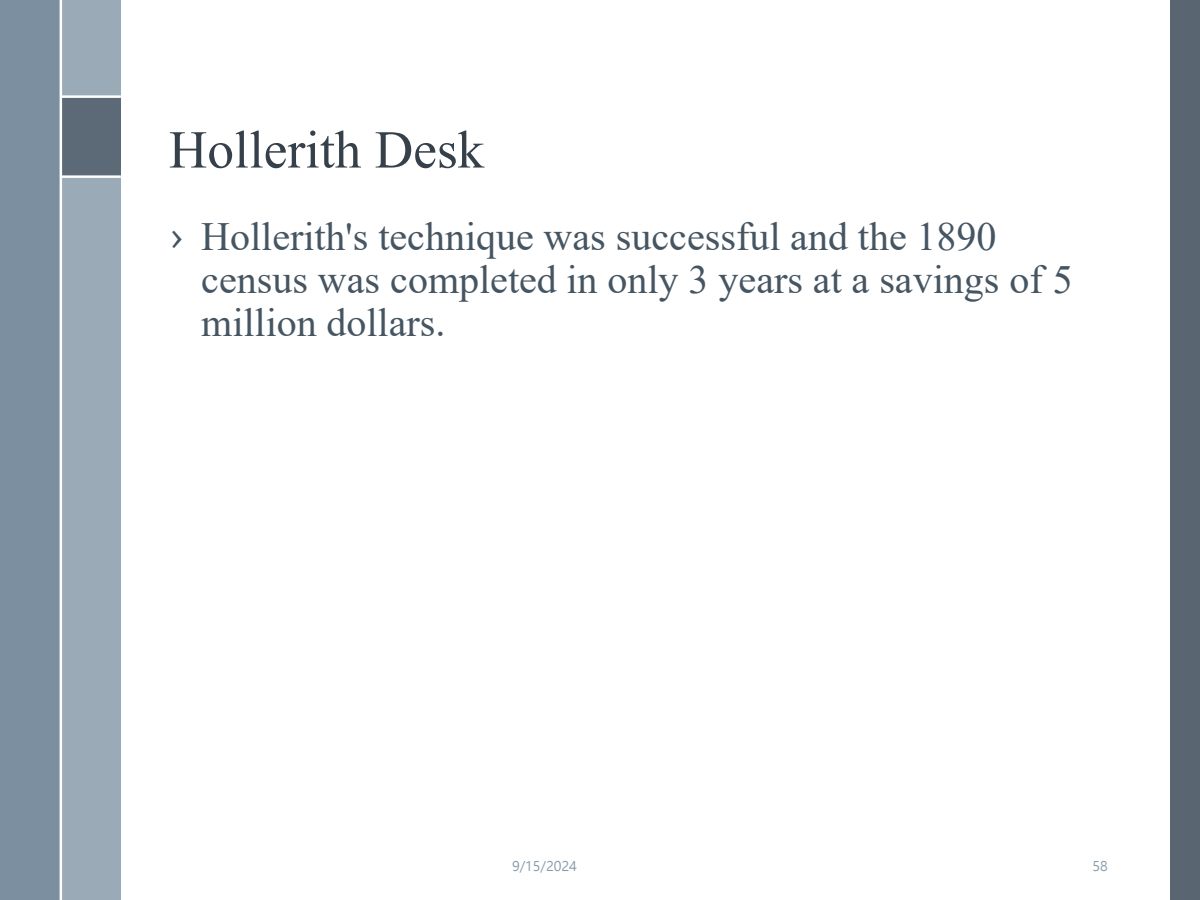 Hollerith Desk
› Hollerith's technique was successful and the 1890
census was completed in only 3 years at a savings of 5
million dollars.
9/15/2024
58